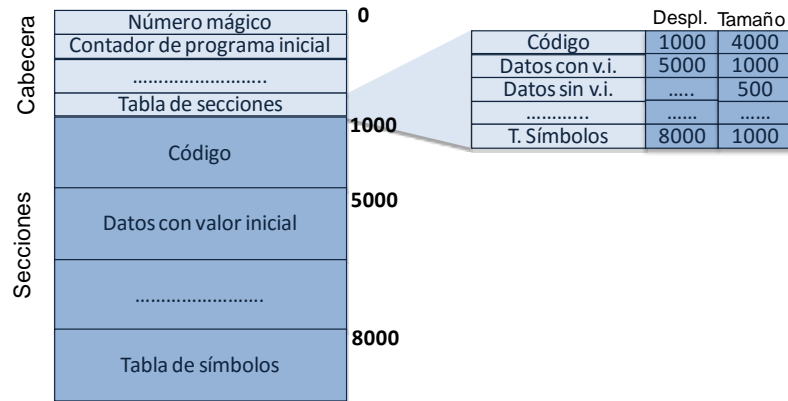 Cabecera
Número mágico
Contador de programa inicial
...........................
Tabla de secciones
0
1000
Secciones
Código
5000
Datos con valor inicial
..........................
8000
Tabla de símbolos
Despl. Tamaño
Código 1000 4000
Datos con v.i. 5000 1000
Datos sin v.i. ..... 500
............ ...... ......
T. Símbolos 8000 1000